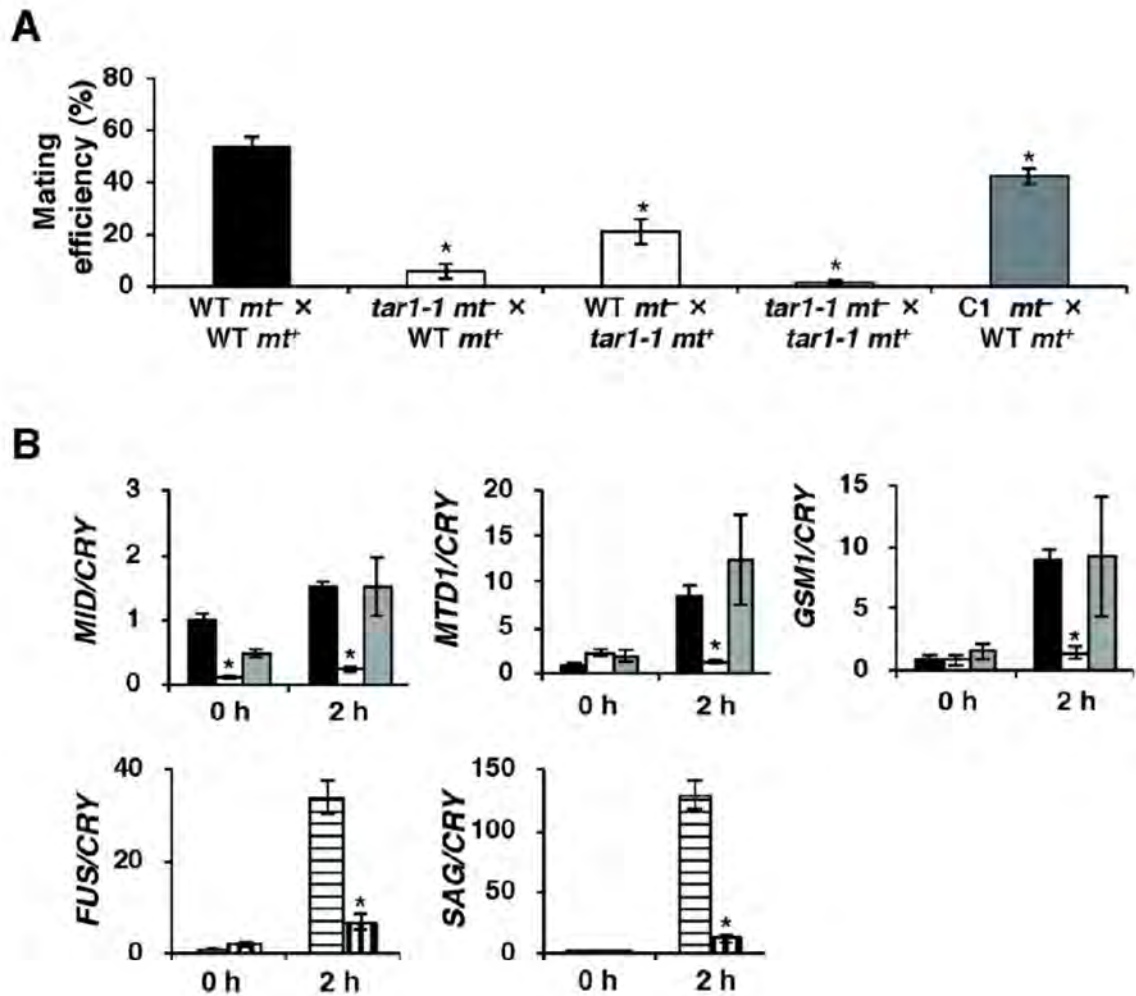 A
Mating
efficiency (%)
80
60
40
20
0
*
*
*
*
WT mt⁻ ×
WT mt⁺
tar1-1 mt⁻ ×
WT mt⁺
WT mt⁻ ×
tar1-1 mt⁺
tar1-1 mt⁻ ×
tar1-1 mt⁺
C1 mt⁻ ×
WT mt⁺
B
MID/CRY
3
2
1
0
*
*
0 h
2 h
MTD1/CRY
20
15
10
5
0
*
0 h
2 h
GSM1/CRY
15
10
5
0
*
0 h
2 h
FUS/CRY
40
20
0
*
0 h
2 h
SAG/CRY
150
100
50
0
*
0 h
2 h